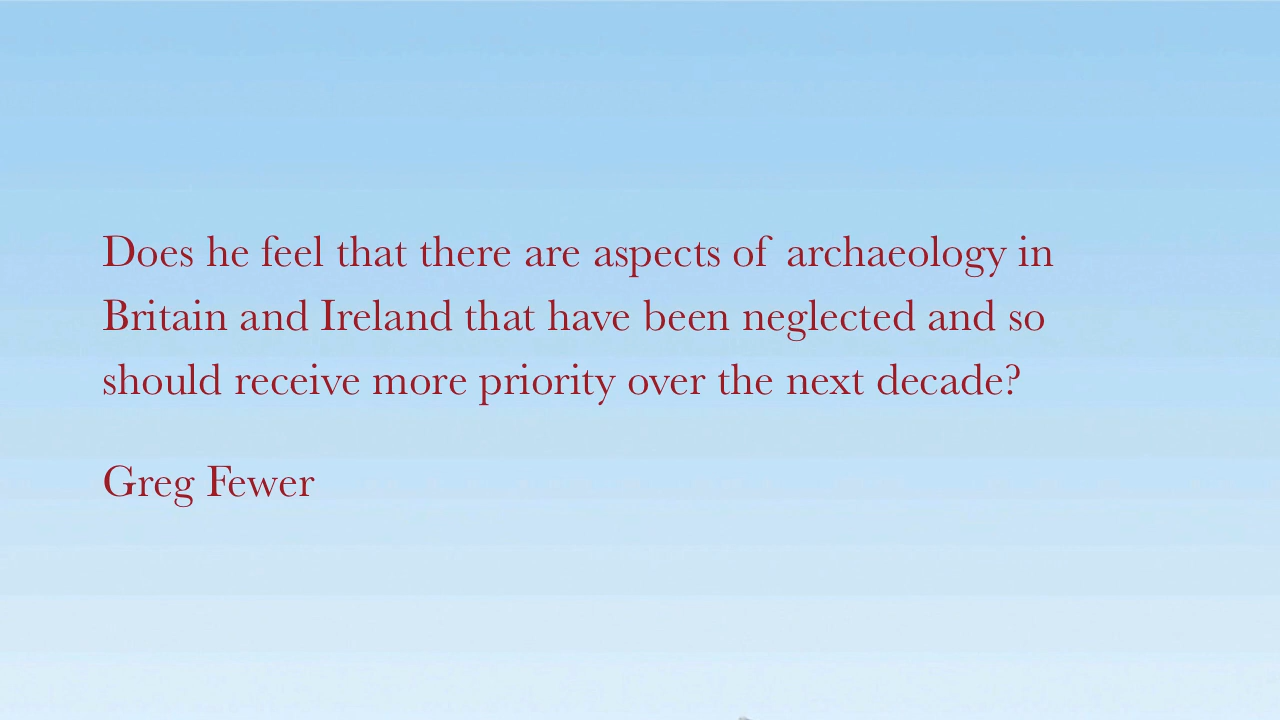 Does he feel that there are aspects of archaeology in
Britain and Ireland that have been neglected and so
should receive more priority over the next decade?
Greg Fewer